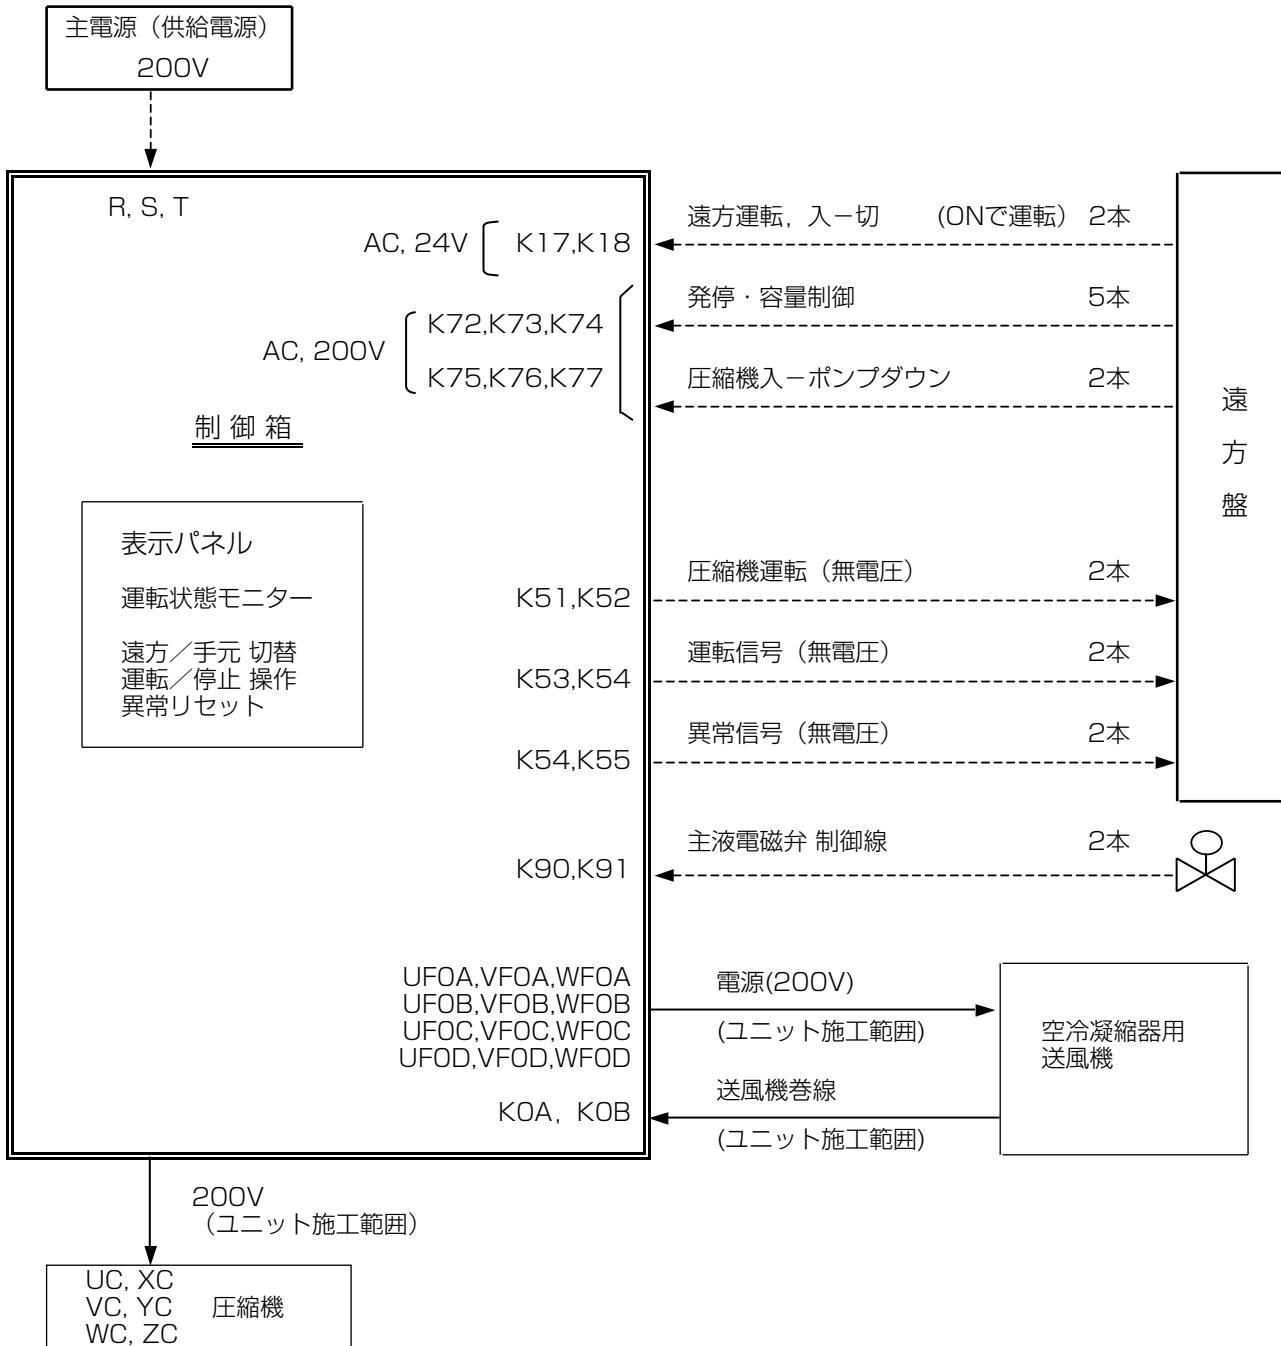 主電源（供給電源）
200V
R, S, T
AC, 24V
K17,K18
遠方運転，入－切 (ONで運転） 2本
発停・容量制御 5本
K72,K73,K74
AC, 200V
K75,K76,K77
圧縮機入－ポンプダウン 2本
制御箱
遠方盤
表示パネル
運転状態モニター
遠方／手元 切替
運転／停止 操作
異常リセット
圧縮機運転（無電圧） 2本
K51,K52
運転信号（無電圧） 2本
K53,K54
異常信号（無電圧） 2本
K54,K55
主液電磁弁 制御線 2本
K90,K91
UF0A,VF0A,WF0A
UF0B,VF0B,WF0B
UF0C,VF0C,WF0C
UF0D,VF0D,WF0D
電源(200V)
(ユニット施工範囲)
空冷凝縮器用
送風機
送風機巻線
K0A，K0B
(ユニット施工範囲)
200V
（ユニット施工範囲）
UC, XC
VC, YC 圧縮機
WC, ZC